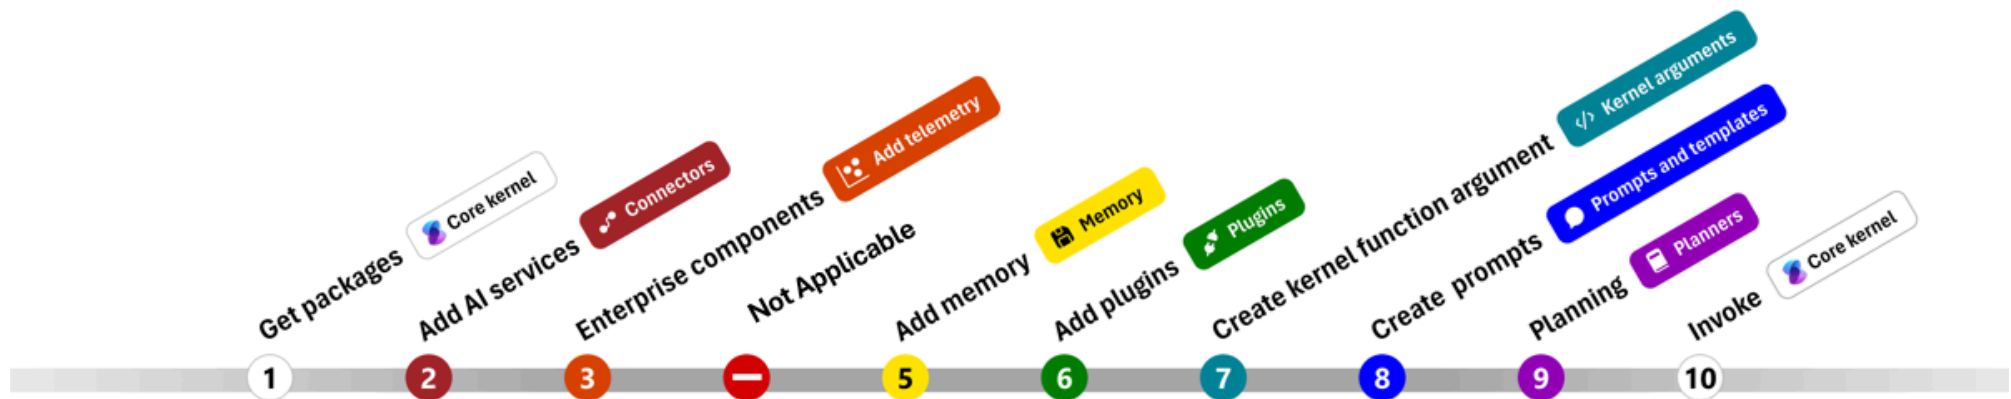 Get packages
Core kernel
Add AI services
Connectors
Enterprise components
Add telemetry
Not Applicable
Add memory
Memory
Add plugins
Plugins
Create kernel function argument
Kernel arguments
Create prompts
Prompts and templates
Planning
Planners
Invoke
Core kernel
1
2
3
5
6
7
8
9
10